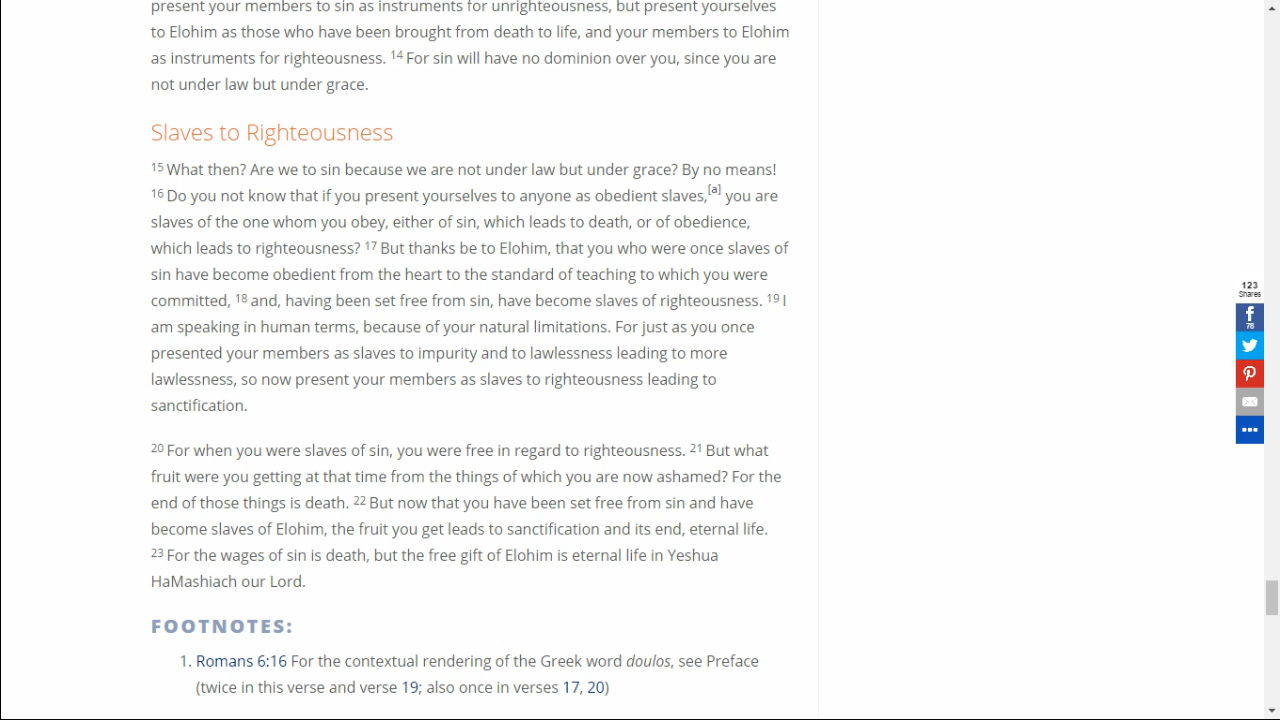 present your members to sin as instruments for unrighteousness, but present yourselves
to Elohim as those who have been brought from death to life, and your members to Elohim
as instruments for righteousness. 14 For sin will have no dominion over you, since you are
not under law but under grace.
Slaves to Righteousness
15 What then? Are we to sin because we are not under law but under grace? By no means!
16 Do you not know that if you present yourselves to anyone as obedient slaves,[a] you are
slaves of the one whom you obey, either of sin, which leads to death, or of obedience,
which leads to righteousness? 17 But thanks be to Elohim, that you who were once slaves of
sin have become obedient from the heart to the standard of teaching to which you were
committed, 18 and, having been set free from sin, have become slaves of righteousness. 19 I
am speaking in human terms, because of your natural limitations. For just as you once
presented your members as slaves to impurity and to lawlessness leading to more
lawlessness, so now present your members as slaves to righteousness leading to
sanctification.
20 For when you were slaves of sin, you were free in regard to righteousness. 21 But what
fruit were you getting at that time from the things of which you are now ashamed? For the
end of those things is death. 22 But now that you have been set free from sin and have
become slaves of Elohim, the fruit you get leads to sanctification and its end, eternal life.
23 For the wages of sin is death, but the free gift of Elohim is eternal life in Yeshua
HaMashiach our Lord.
FOOTNOTES:
1. Romans 6:16 For the contextual rendering of the Greek word doulos, see Preface
(twice in this verse and verse 19; also once in verses 17, 20)
123
Shares
78